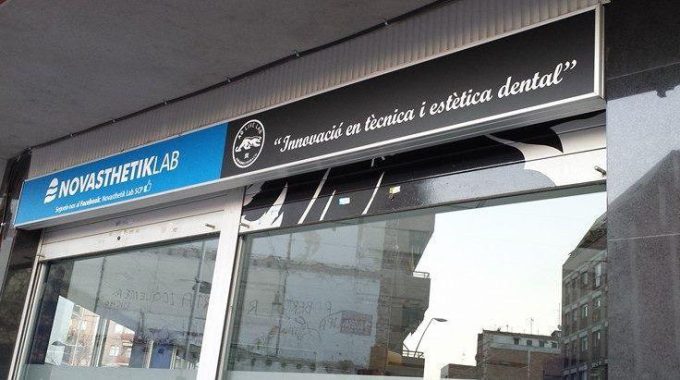 NOVASTHETIKLAB
Segueix-nos al Facebook: Novasthetik Lab SCP
"Innovació en tècnica i estètica dental"